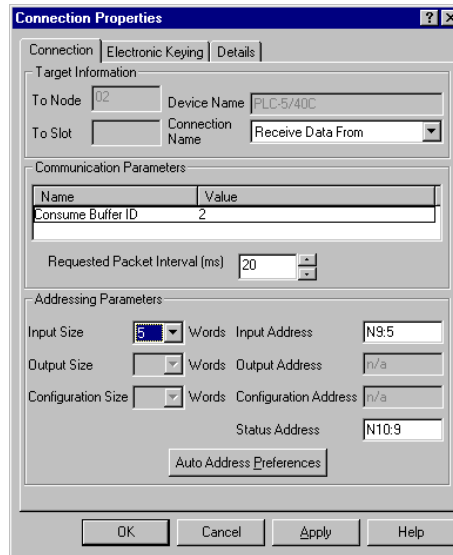 Connection Properties
Connection Electronic Keying Details
Target Information
To Node 02 Device Name PLC-5/40C
To Slot Connection Name Receive Data From
Communication Parameters
Name Value
Consume Buffer ID 2
Requested Packet Interval (ms) 20
Addressing Parameters
Input Size 5 Words Input Address N9:5
Output Size Words Output Address n/a
Configuration Size Words Configuration Address n/a
Status Address N10:9
Auto Address Preferences
OK Cancel Apply Help